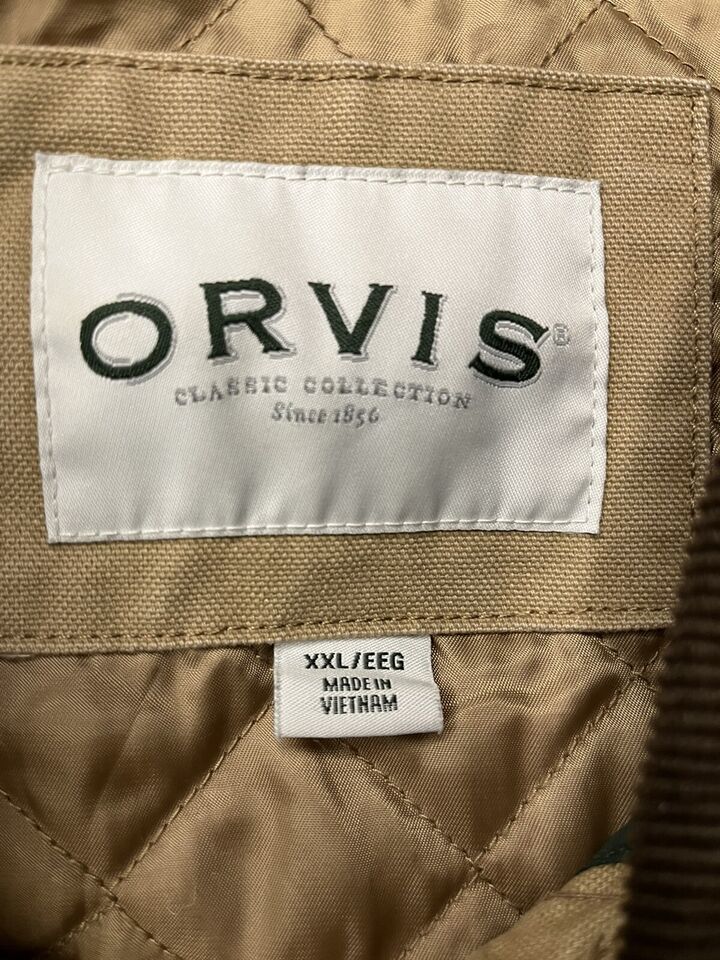 ORVIS®
CLASSIC COLLECTION
Since 1856
XXL/EEG
MADE IN
VIETNAM